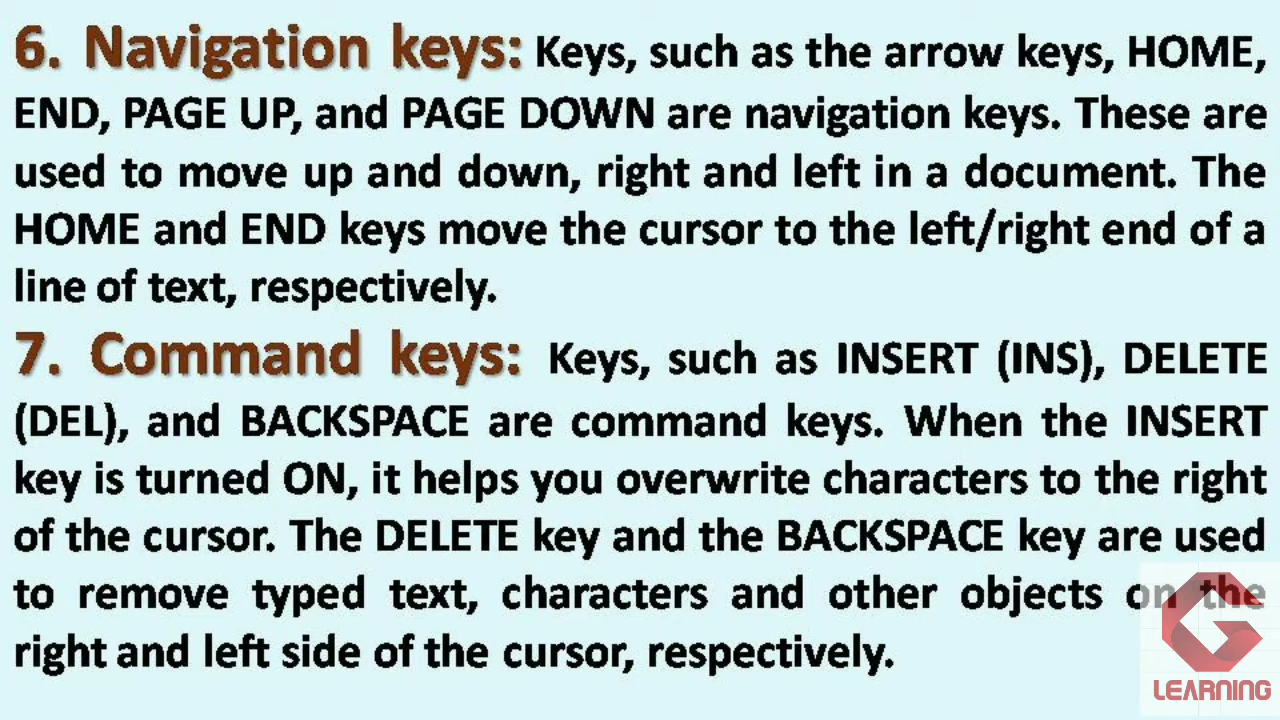 6. Navigation keys: Keys, such as the arrow keys, HOME,
END, PAGE UP, and PAGE DOWN are navigation keys. These are
used to move up and down, right and left in a document. The
HOME and END keys move the cursor to the left/right end of a
line of text, respectively.
7. Command keys: Keys, such as INSERT (INS), DELETE
(DEL), and BACKSPACE are command keys. When the INSERT
key is turned ON, it helps you overwrite characters to the right
of the cursor. The DELETE key and the BACKSPACE key are used
to remove typed text, characters and other objects on the
right and left side of the cursor, respectively.
LEARNING